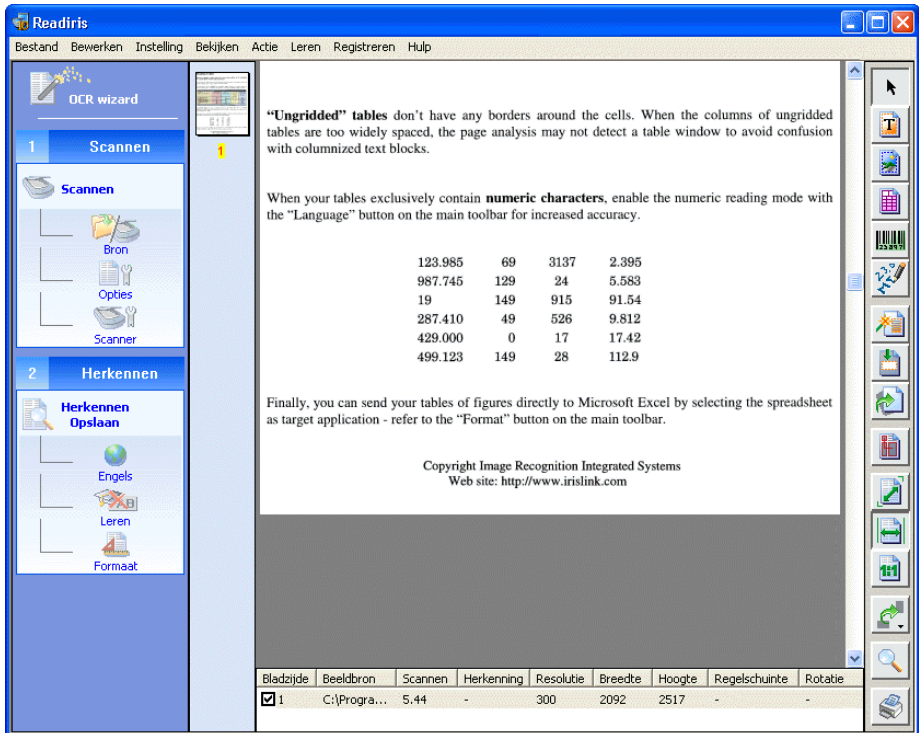 Readiris
Bestand Bewerken Instelling Bekijken Actie Leren Registreren Hulp
OCR wizard
1 Scannen
Scannen
Bron
Opties
Scanner
2 Herkennen
Herkennen
Opslaan
Engels
Leren
Formaat
1
“Ungridded” tables don’t have any borders around the cells. When the columns of ungridded
tables are too widely spaced, the page analysis may not detect a table window to avoid confusion
with columnized text blocks.
When your tables exclusively contain numeric characters, enable the numeric reading mode with
the “Language” button on the main toolbar for increased accuracy.
123.985 69 3137 2.395
987.745 129 24 5.583
19 149 915 91.54
287.410 49 526 9.812
429.000 0 17 17.42
499.123 149 28 112.9
Finally, you can send your tables of figures directly to Microsoft Excel by selecting the spreadsheet
as target application - refer to the “Format” button on the main toolbar.
Copyright Image Recognition Integrated Systems
Web site: http://www.irislink.com
Bladzijde Beeldbron Scannen Herkenning Resolutie Breedte Hoogte Regelschuinte Rotatie
1 C:\Progra... 5.44 - 300 2092 2517 - -
T
1:1